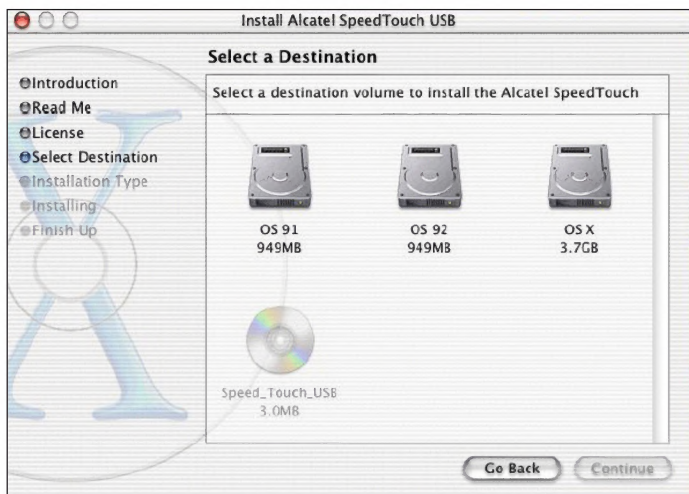 Install Alcatel SpeedTouch USB
Select a Destination
Introduction
Read Me
License
Select Destination
Installation Type
Installing
Finish Up
Select a destination volume to install the Alcatel SpeedTouch
OS 91
949MB
OS 92
949MB
OS X
3.7GB
Speed_Touch_USB
3.0MB
Go Back
Continue